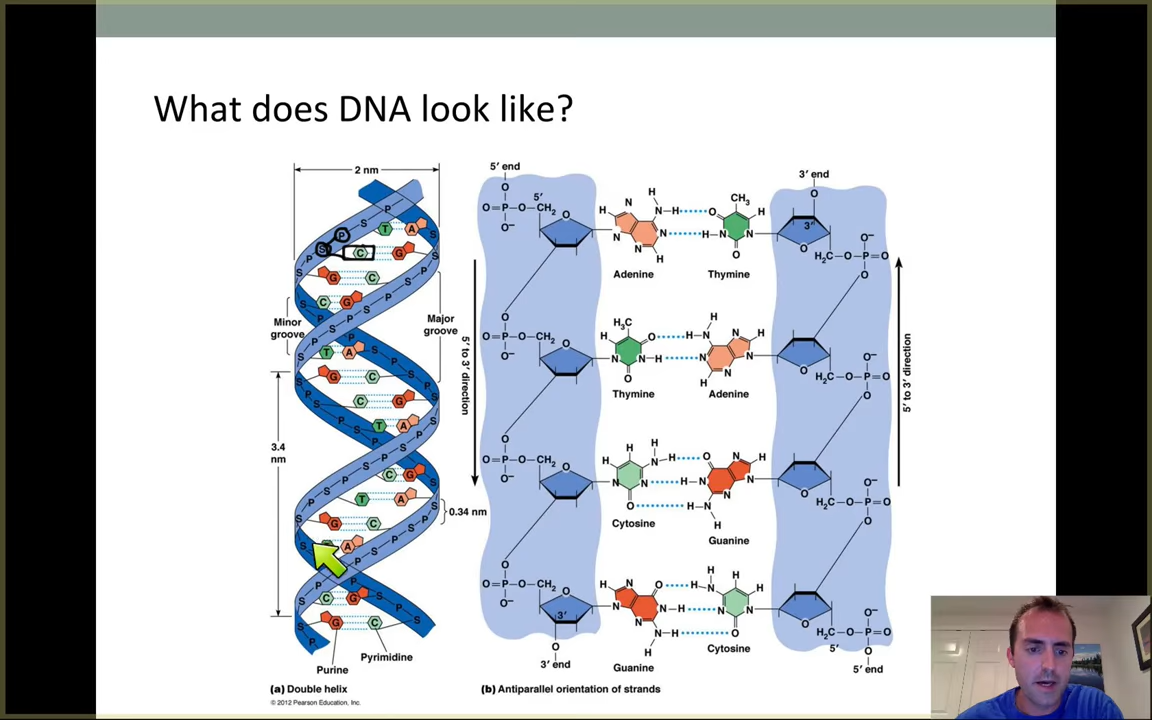 What does DNA look like?
2 nm
Minor
groove
Major
groove
3.4
nm
0.34 nm
Purine
Pyrimidine
(a) Double helix
© 2012 Pearson Education, Inc.
5′ end
5′
3′ end
3′
Adenine
Thymine
5′ to 3′ direction
Thymine
Adenine
5′ to 3′ direction
Cytosine
Guanine
3′
Guanine
Cytosine
5′
3′ end
5′ end
(b) Antiparallel orientation of strands